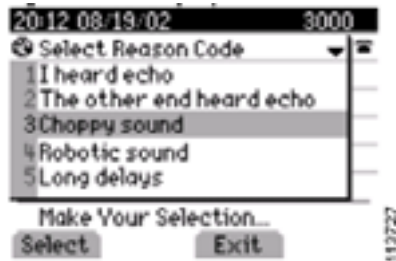 20:12 08/19/02 3000
Select Reason Code
1 I heard echo
2 The other end heard echo
3 Choppy sound
4 Robotic sound
5 Long delays
Make Your Selection...
Select Exit
112727